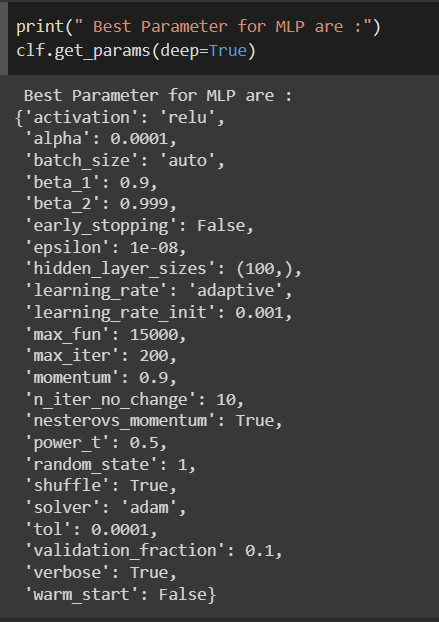 print(" Best Parameter for MLP are :")
clf.get_params(deep=True)
 Best Parameter for MLP are :
{'activation': 'relu',
 'alpha': 0.0001,
 'batch_size': 'auto',
 'beta_1': 0.9,
 'beta_2': 0.999,
 'early_stopping': False,
 'epsilon': 1e-08,
 'hidden_layer_sizes': (100,),
 'learning_rate': 'adaptive',
 'learning_rate_init': 0.001,
 'max_fun': 15000,
 'max_iter': 200,
 'momentum': 0.9,
 'n_iter_no_change': 10,
 'nesterovs_momentum': True,
 'power_t': 0.5,
 'random_state': 1,
 'shuffle': True,
 'solver': 'adam',
 'tol': 0.0001,
 'validation_fraction': 0.1,
 'verbose': True,
 'warm_start': False}